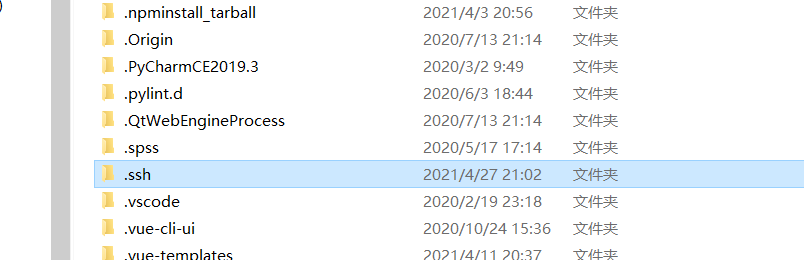 .npminstall_tarball 2021/4/3 20:56 文件夹
.Origin 2020/7/13 21:14 文件夹
.PyCharmCE2019.3 2020/3/2 9:49 文件夹
.pylint.d 2020/6/3 18:44 文件夹
.QtWebEngineProcess 2020/7/13 21:14 文件夹
.spss 2020/5/17 17:14 文件夹
.ssh 2021/4/27 21:02 文件夹
.vscode 2020/2/19 23:18 文件夹
.vue-cli-ui 2020/10/24 15:36 文件夹
.vue-templates 2021/4/11 20:37 文件夹